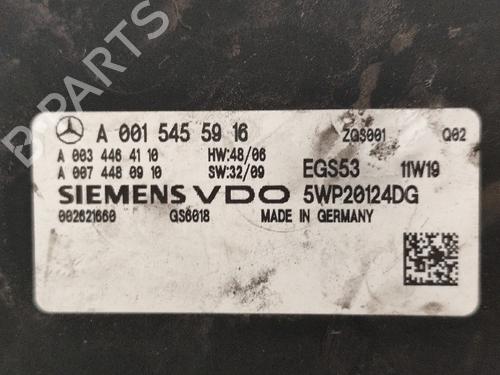 B PARTS
A 001 545 59 16 ZGS001 Q02
A 003 446 41 10 HW:48/06
A 007 448 09 10 SW:32/09 EGS53 11W19
SIEMENS VDO 5WP20124DG
002621660 GS6018 MADE IN GERMANY